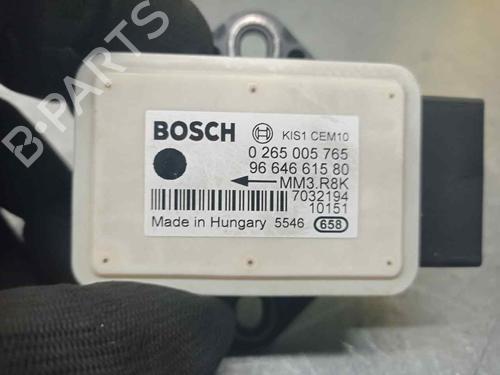 BOSCH KIS1 CEM10
0 265 005 765
96 646 615 80
MM3.R8K
7032194
10151
Made in Hungary 5546 658
B-PARTS